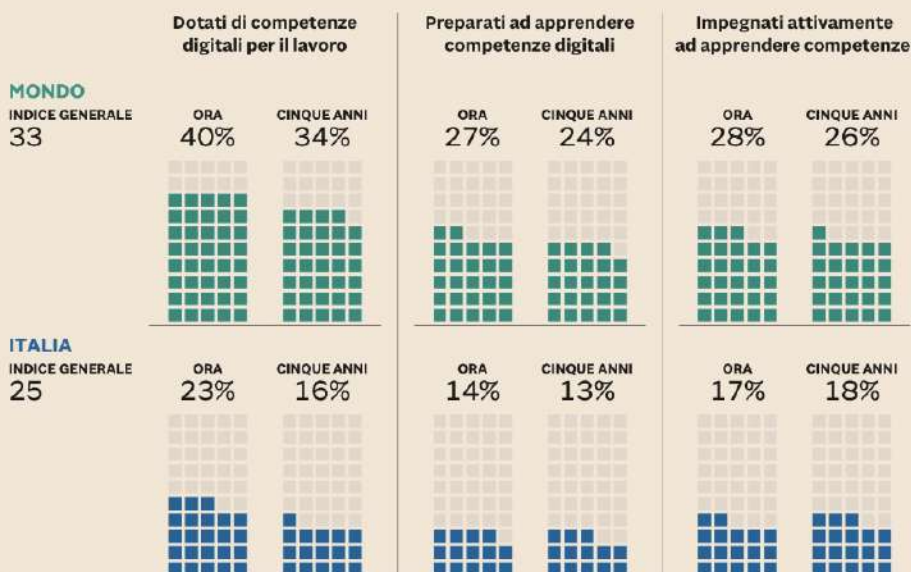 Dotati di competenze
digitali per il lavoro
Preparati ad apprendere
competenze digitali
Impegnati attivamente
ad apprendere competenze
MONDO
INDICE GENERALE
33
ORA
40%
CINQUE ANNI
34%
ORA
27%
CINQUE ANNI
24%
ORA
28%
CINQUE ANNI
26%
ITALIA
INDICE GENERALE
25
ORA
23%
CINQUE ANNI
16%
ORA
14%
CINQUE ANNI
13%
ORA
17%
CINQUE ANNI
18%